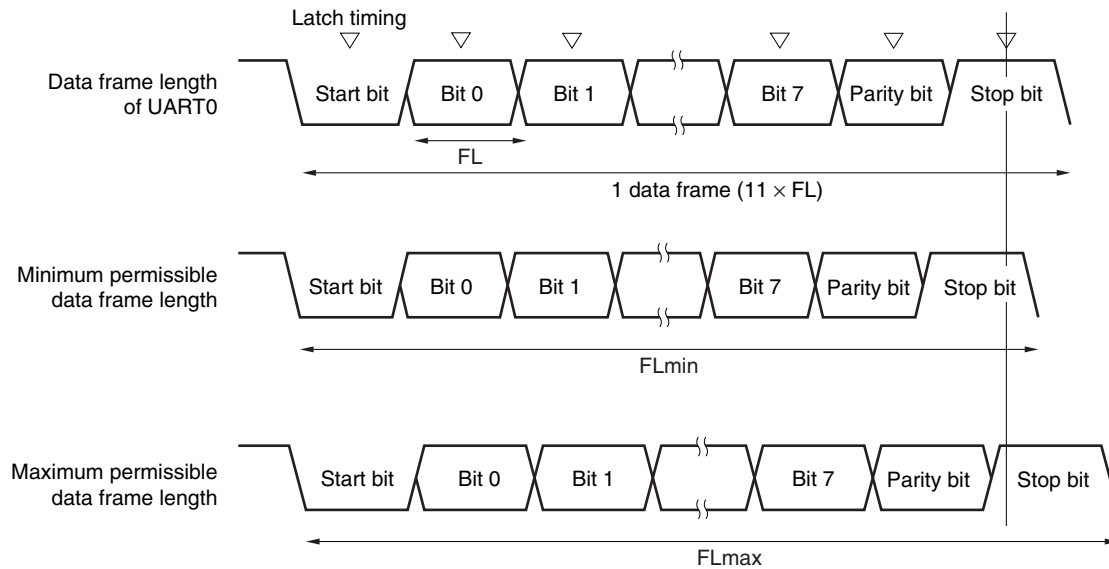 Latch timing
Data frame length
of UART0
Start bit
Bit 0
Bit 1
Bit 7
Parity bit
Stop bit
FL
1 data frame (11 × FL)
Minimum permissible
data frame length
Start bit
Bit 0
Bit 1
Bit 7
Parity bit
Stop bit
FLmin
Maximum permissible
data frame length
Start bit
Bit 0
Bit 1
Bit 7
Parity bit
Stop bit
FLmax